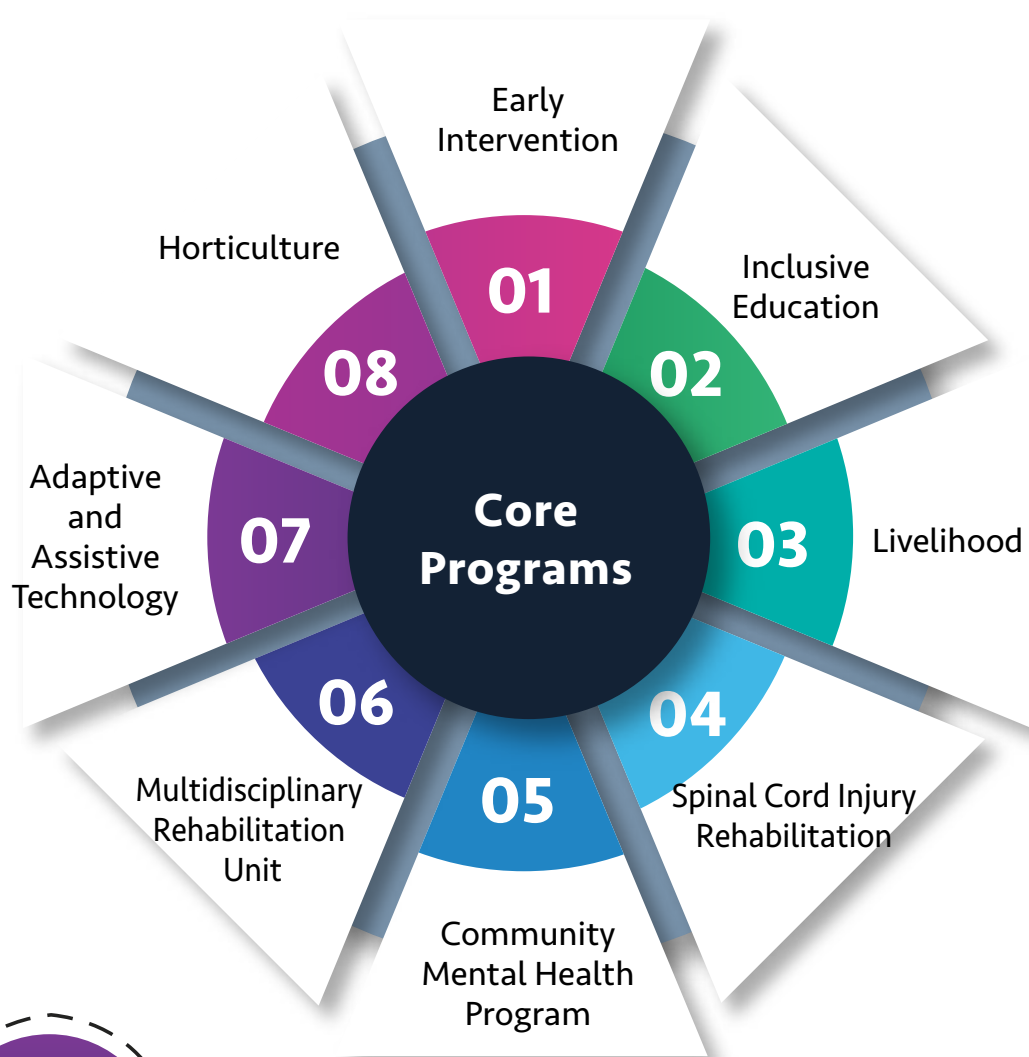 Core
Programs
01
Early
Intervention
02
Inclusive
Education
03
Livelihood
04
Spinal Cord Injury
Rehabilitation
05
Community
Mental Health
Program
06
Multidisciplinary
Rehabilitation
Unit
07
Adaptive
and
Assistive
Technology
08
Horticulture